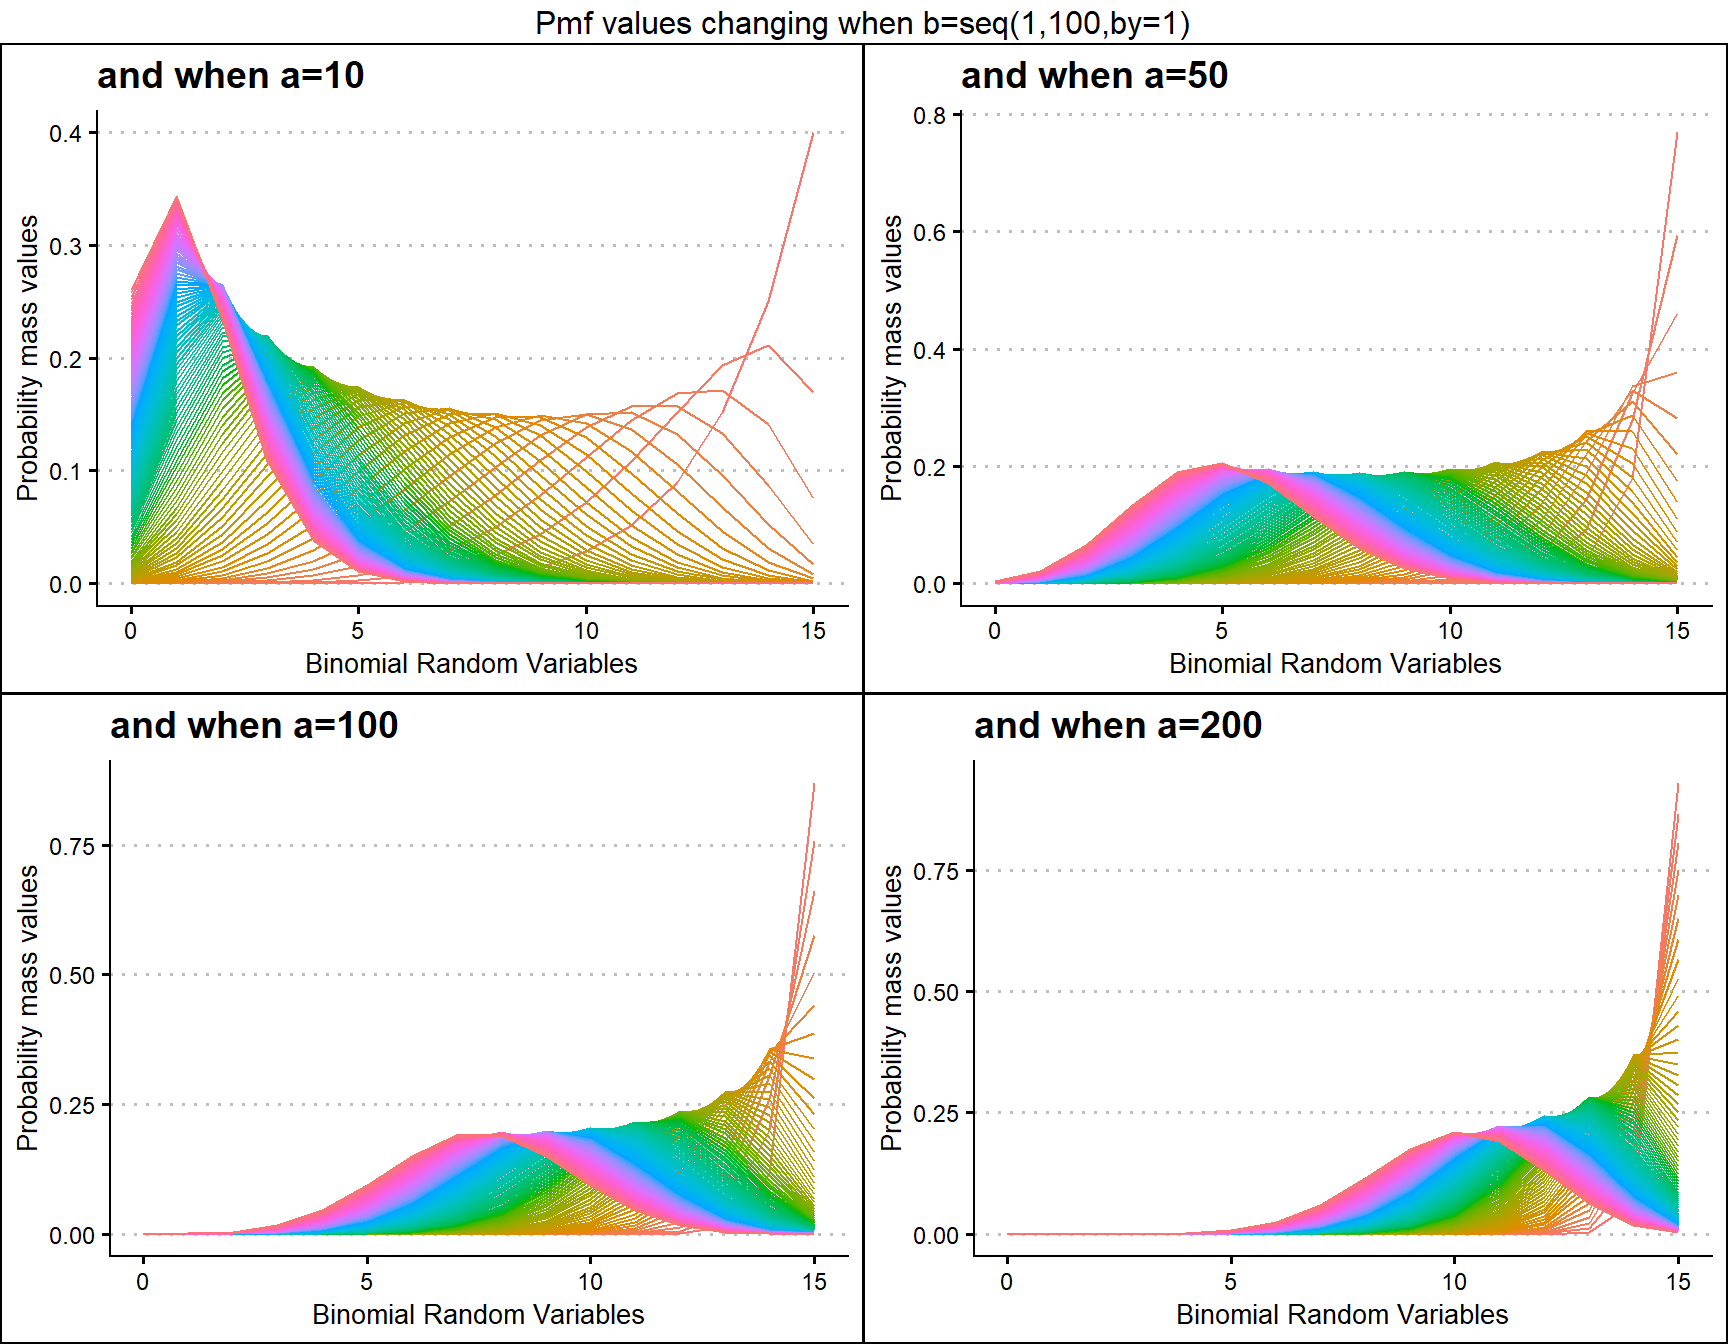 Pmf values changing when b=seq(1,100,by=1)
and when a=10
Probability mass values
0.4
0.3
0.2
0.1
0.0
0 5 10 15
Binomial Random Variables
and when a=50
Probability mass values
0.8
0.6
0.4
0.2
0.0
0 5 10 15
Binomial Random Variables
and when a=100
Probability mass values
0.75
0.50
0.25
0.00
0 5 10 15
Binomial Random Variables
and when a=200
Probability mass values
0.75
0.50
0.25
0.00
0 5 10 15
Binomial Random Variables